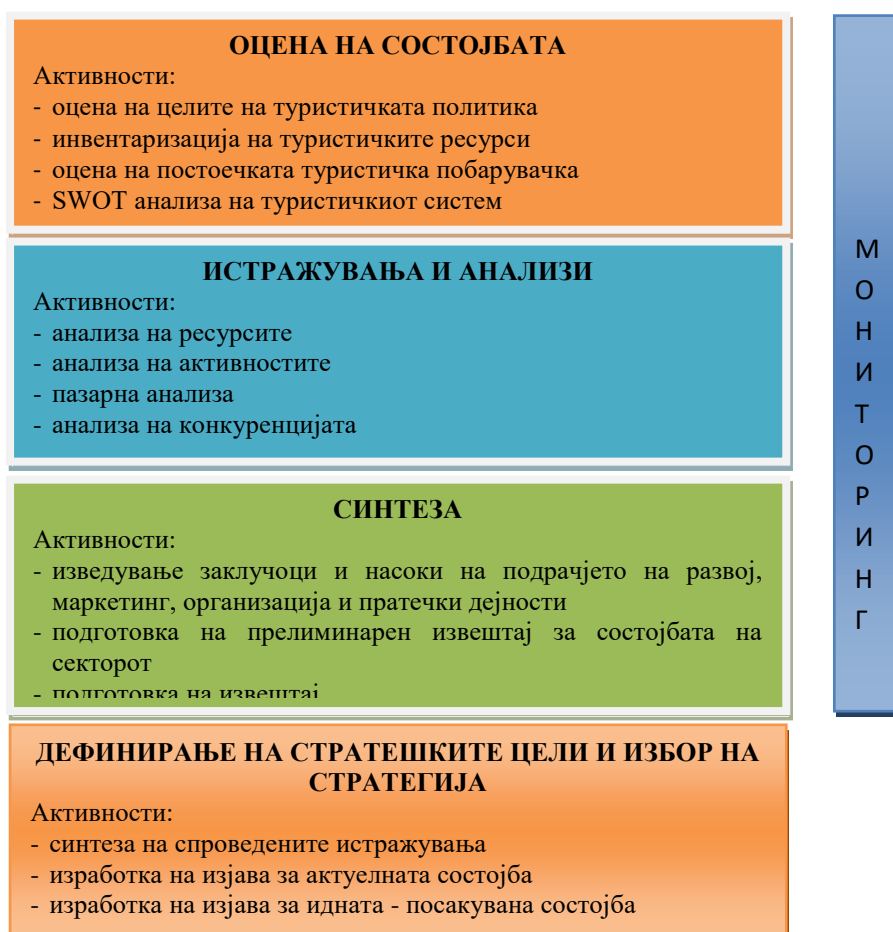 ОЦЕНА НА СОСТОЈБАТА
Активности:
- оцена на целите на туристичката политика
- инвентаризација на туристичките ресурси
- оцена на постоечката туристичка побарувачка
- SWOT анализа на туристичкиот систем
ИСТРАЖУВАЊА И АНАЛИЗИ
Активности:
- анализа на ресурсите
- анализа на активностите
- пазарна анализа
- анализа на конкуренцијата
СИНТЕЗА
Активности:
- изведување заклучоци и насоки на подрачјето на развој,
маркетинг, организација и пратечки дејности
- подготовка на прелиминарен извештај за состојбата на
секторот
- подготовка на извештај
ДЕФИНИРАЊЕ НА СТРАТЕШКИТЕ ЦЕЛИ И ИЗБОР НА
СТРАТЕГИЈА
Активности:
- синтеза на спроведените истражувања
- изработка на изјава за актуелната состојба
- изработка на изјава за идната - посакувана состојба
М
О
Н
И
Т
О
Р
И
Н
Г